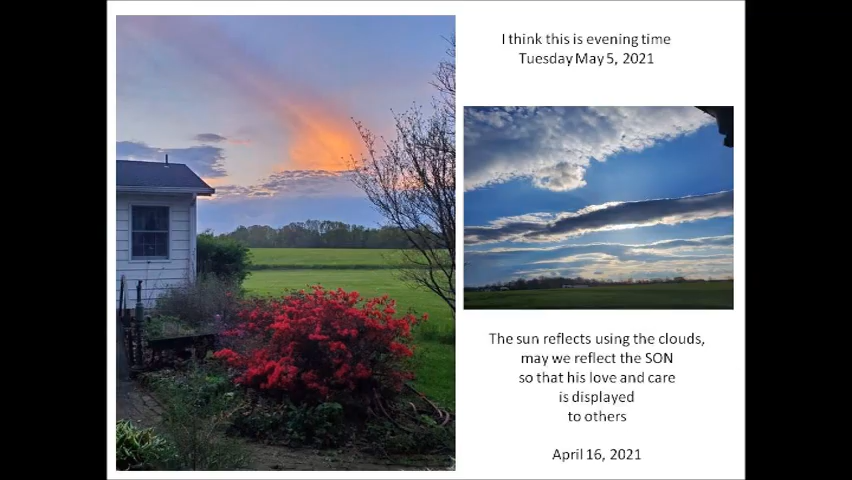 I think this is evening time
Tuesday May 5, 2021
The sun reflects using the clouds,
may we reflect the SON
so that his love and care
is displayed
to others
April 16, 2021